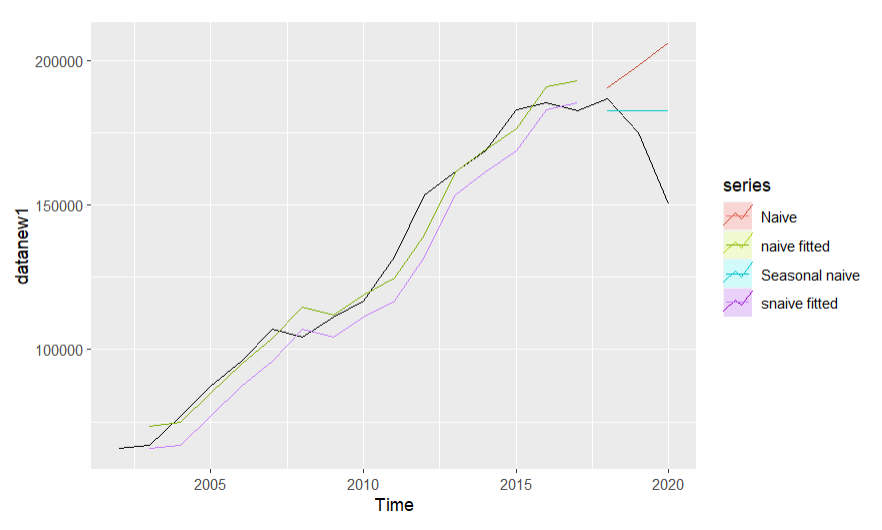 200000
150000
100000
datanew1
2005
2010
2015
2020
Time
series
Naive
naive fitted
Seasonal naive
snaive fitted